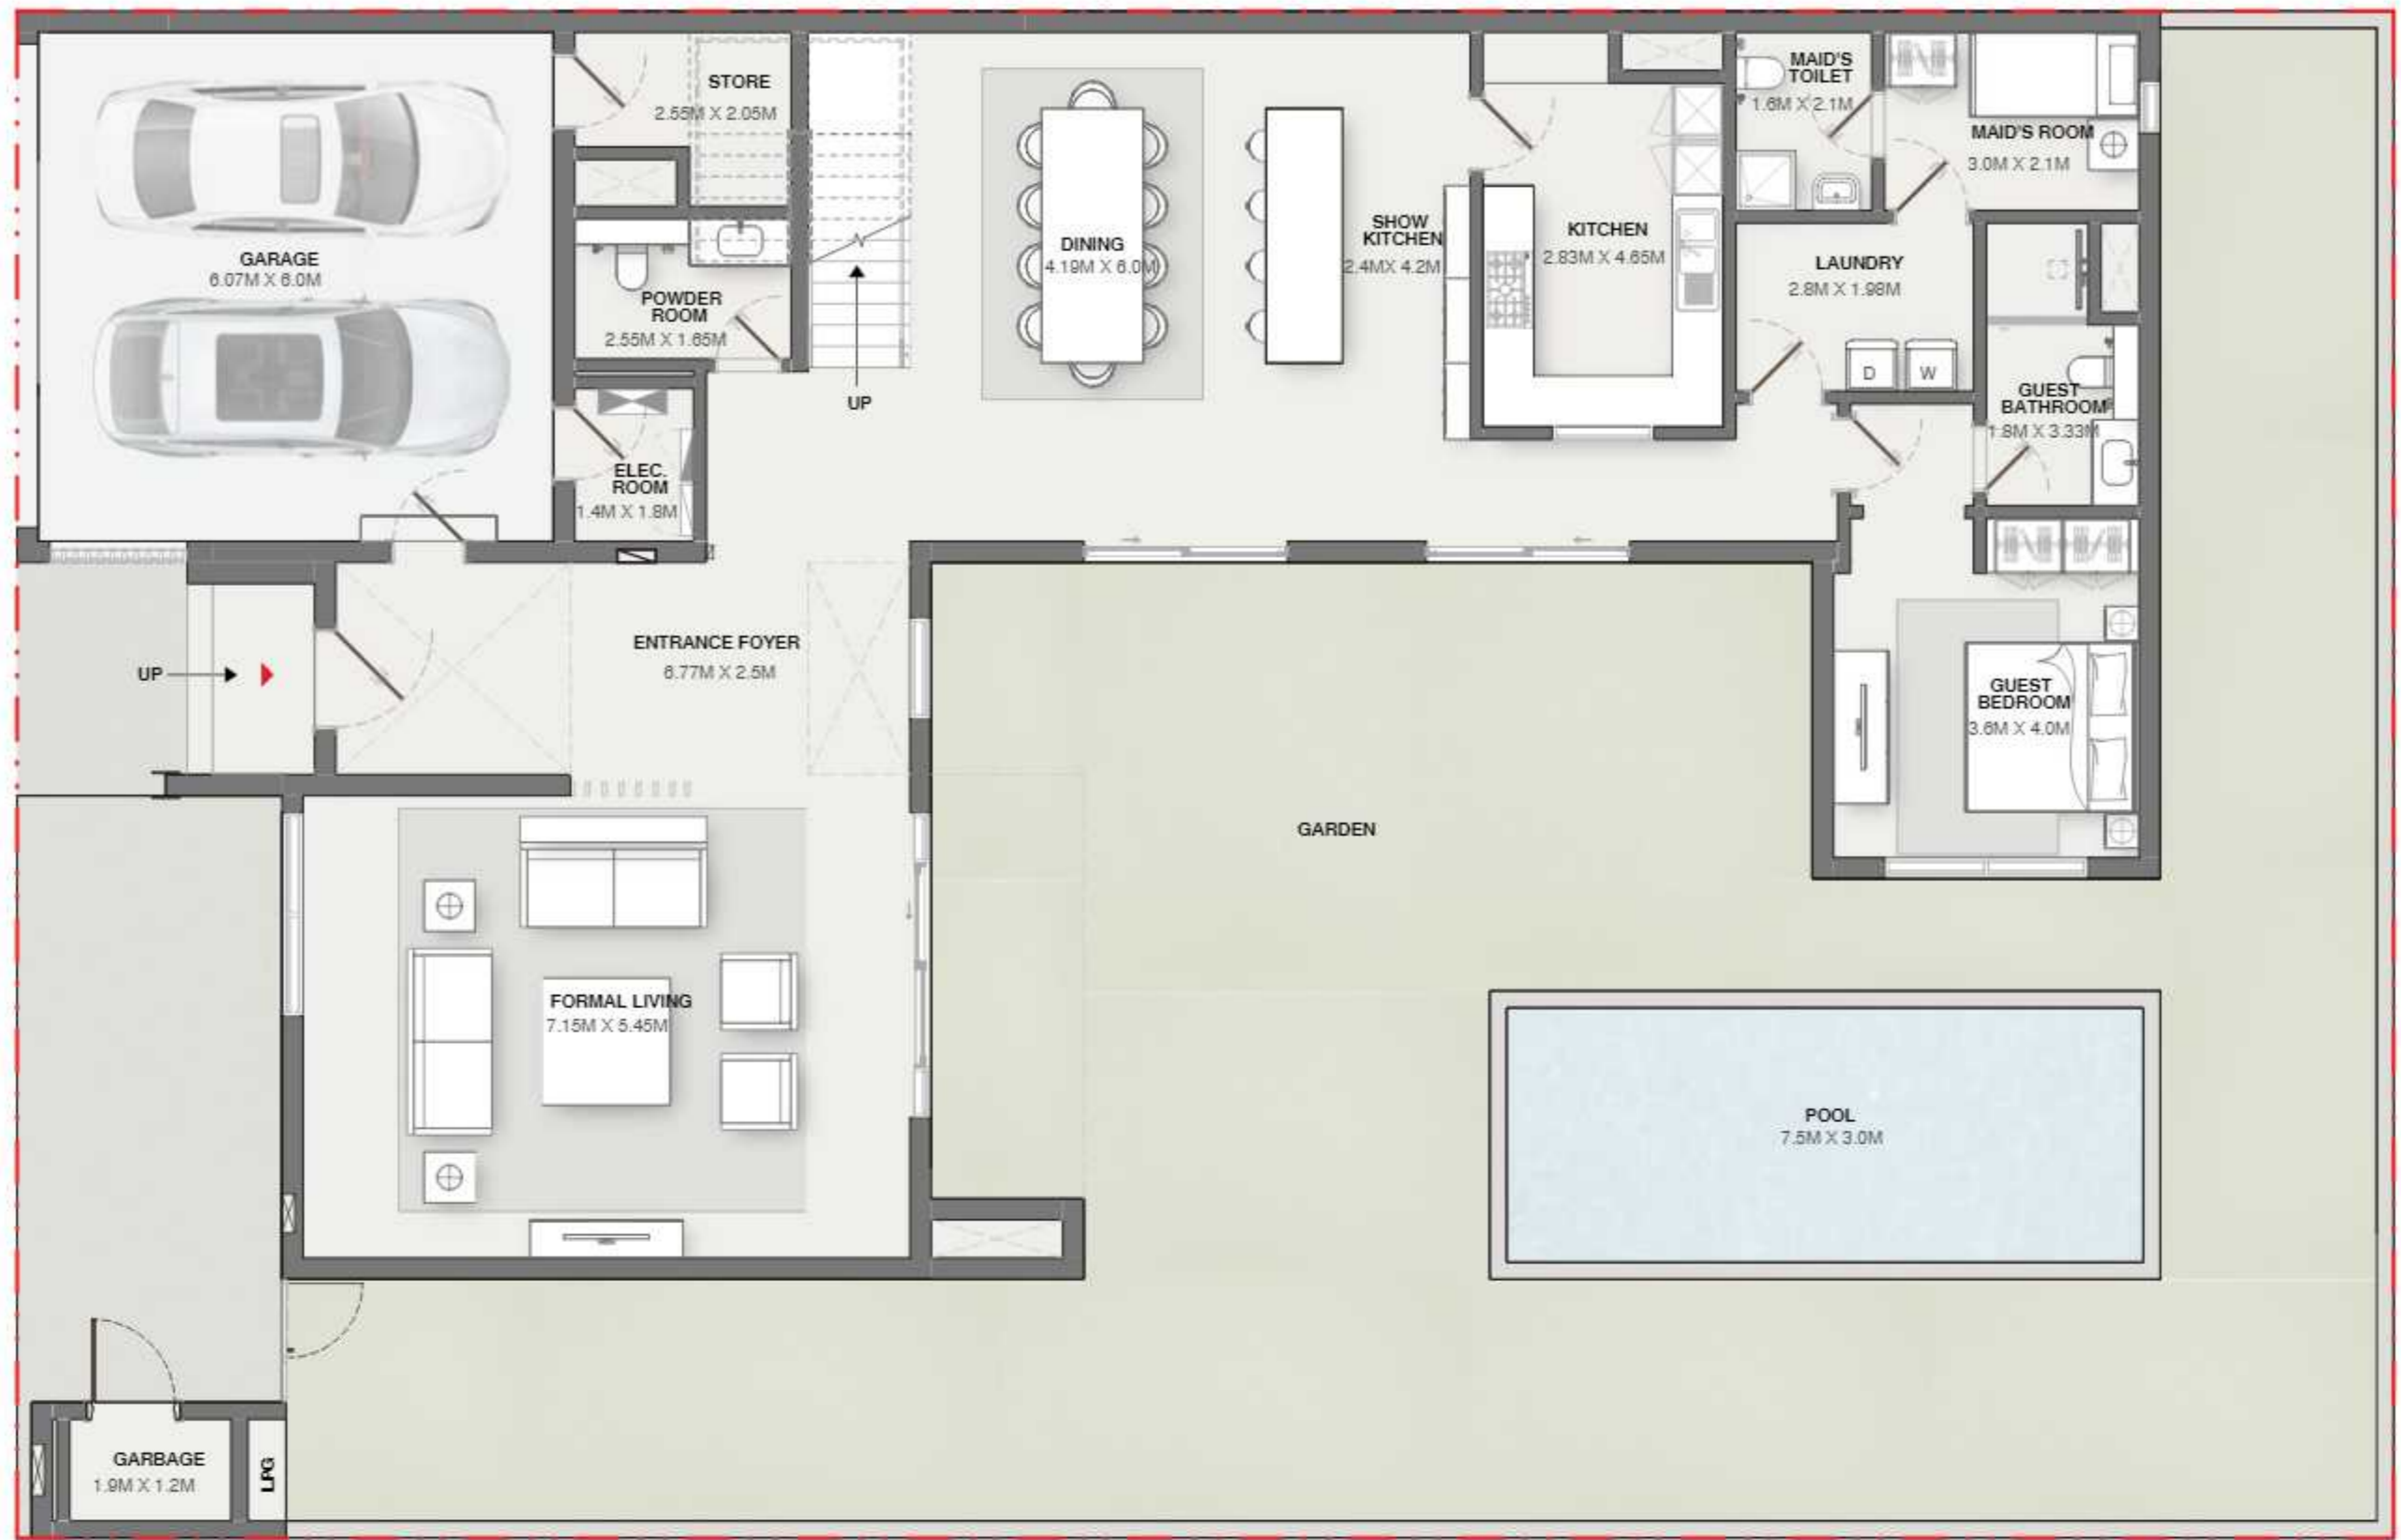 STORE
2.55M X 2.05M
MAID'S
TOILET
1.6M X 2.1M
MAID'S ROOM
3.0M X 2.1M
GARAGE
6.07M X 6.0M
POWDER
ROOM
2.55M X 1.65M
UP
DINING
4.19M X 6.0M
SHOW
KITCHEN
2.4MX 4.2M
KITCHEN
2.83M X 4.65M
LAUNDRY
2.8M X 1.98M
D
W
GUEST
BATHROOM
1.8M X 3.33M
ELEC.
ROOM
1.4M X 1.8M
UP
ENTRANCE FOYER
6.77M X 2.5M
GUEST
BEDROOM
3.6M X 4.0M
GARDEN
FORMAL LIVING
7.15M X 5.45M
POOL
7.5M X 3.0M
GARBAGE
1.9M X 1.2M
LPG